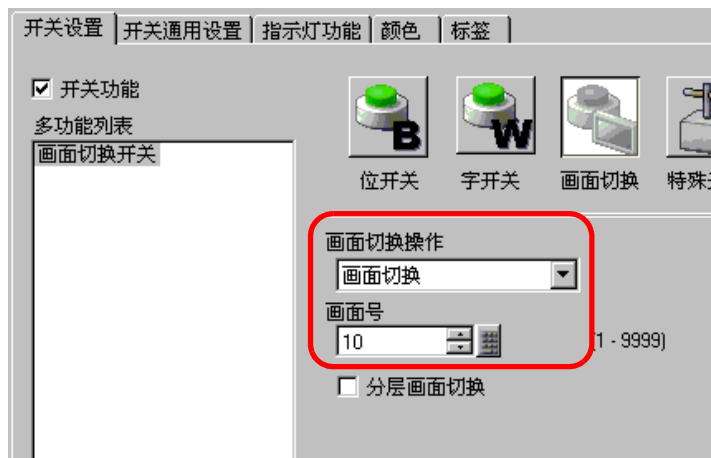 开关设置 开关通用设置 指示灯功能 颜色 标签
开关功能
多功能列表
画面切换开关
B W
位开关 字开关 画面切换 特殊
画面切换操作
画面切换
画面号
10 (1 - 9999)
分层画面切换